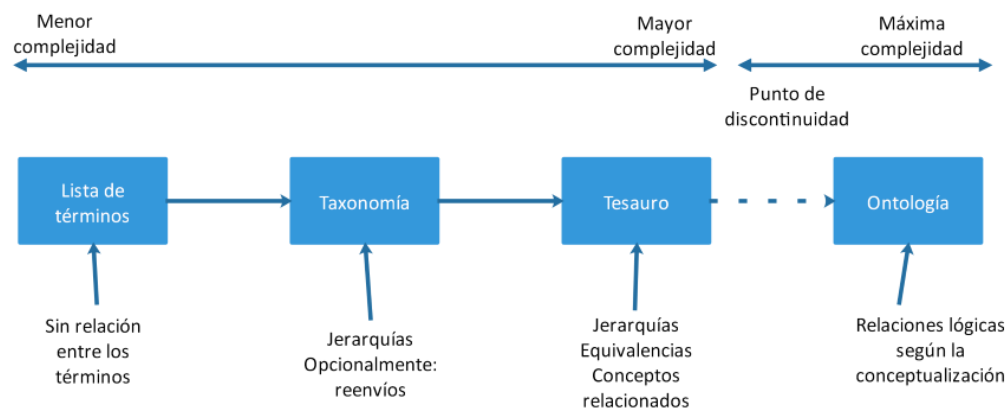 Menor
complejidad
Mayor
complejidad
Máxima
complejidad
Punto de
discontinuidad
Lista de
términos
Taxonomía
Tesauro
Ontología
Sin relación
entre los
términos
Jerarquías
Opcionalmente:
reenvíos
Jerarquías
Equivalencias
Conceptos
relacionados
Relaciones lógicas
según la
conceptualización